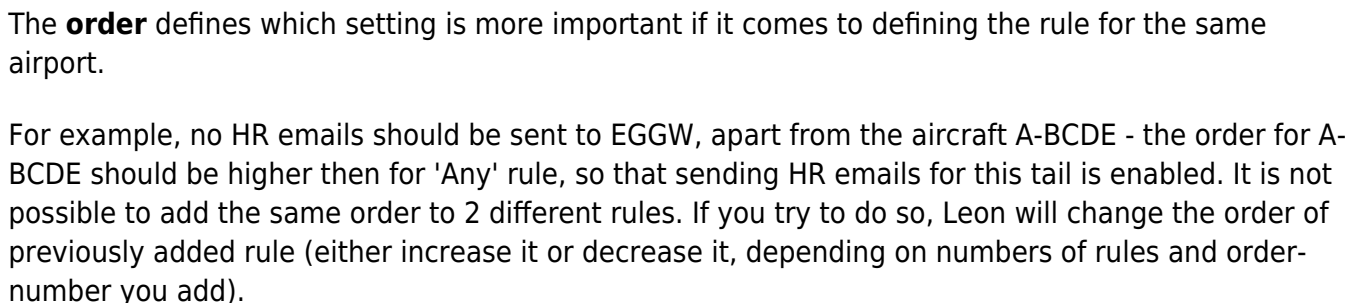 The order defines which setting is more important if it comes to defining the rule for the same
airport.
For example, no HR emails should be sent to EGGW, apart from the aircraft A-BCDE - the order for A-
BCDE should be higher then for 'Any' rule, so that sending HR emails for this tail is enabled. It is not
possible to add the same order to 2 different rules. If you try to do so, Leon will change the order of
previously added rule (either increase it or decrease it, depending on numbers of rules and order-
number you add).